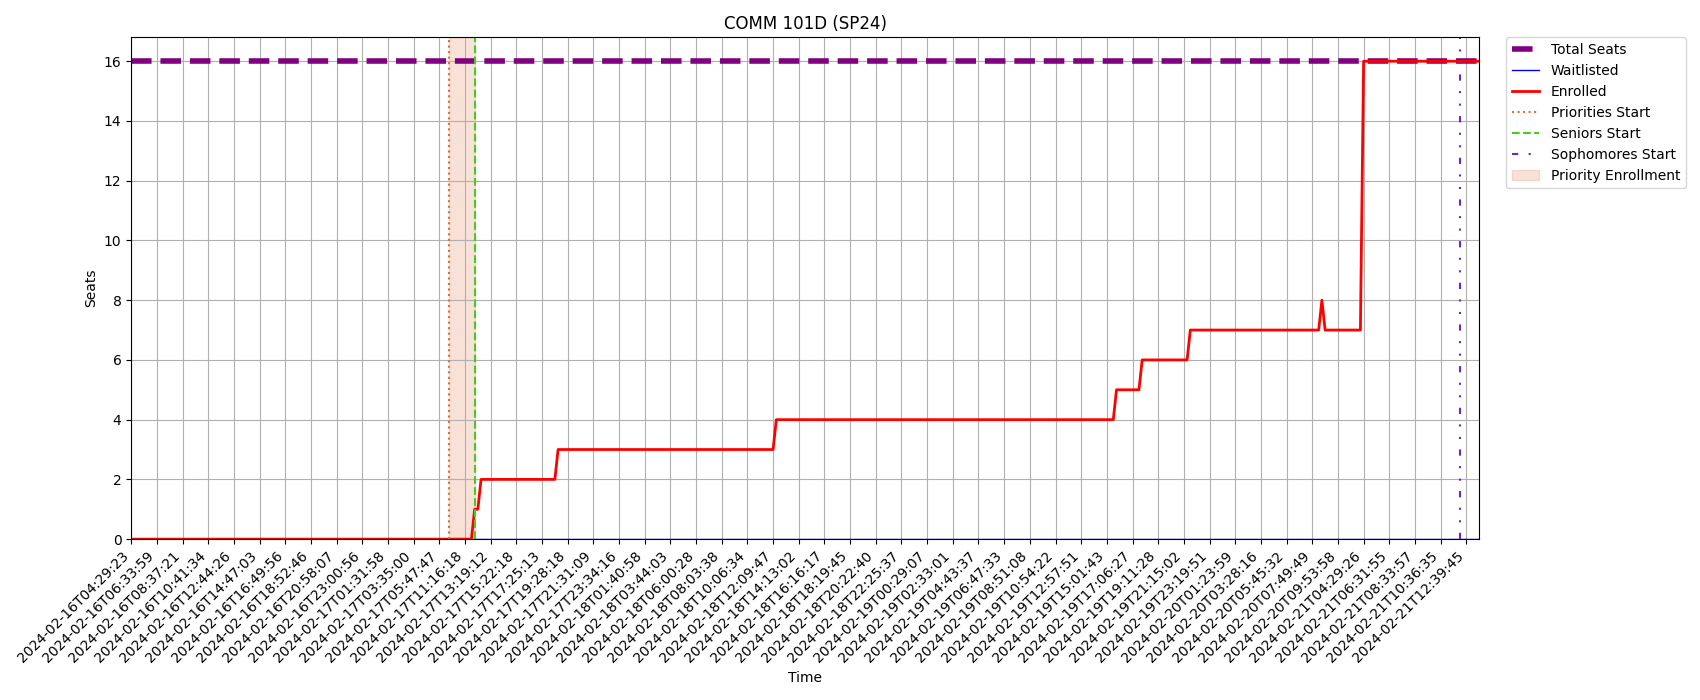 COMM 101D (SP24)
Total Seats
Waitlisted
Enrolled
Priorities Start
Seniors Start
Sophomores Start
Priority Enrollment
Seats
16
14
12
10
8
6
4
2
0
2024-02-16T04:29:23
2024-02-16T06:33:59
2024-02-16T08:37:21
2024-02-16T10:41:34
2024-02-16T12:44:26
2024-02-16T14:47:03
2024-02-16T16:49:56
2024-02-16T18:52:46
2024-02-16T20:58:07
2024-02-16T23:00:56
2024-02-17T01:31:58
2024-02-17T03:35:00
2024-02-17T05:47:47
2024-02-17T11:16:18
2024-02-17T13:19:12
2024-02-17T15:22:18
2024-02-17T17:25:13
2024-02-17T19:28:18
2024-02-17T21:31:09
2024-02-17T23:34:16
2024-02-18T01:40:58
2024-02-18T03:44:03
2024-02-18T06:00:28
2024-02-18T08:03:38
2024-02-18T10:06:34
2024-02-18T12:09:47
2024-02-18T14:13:02
2024-02-18T16:16:17
2024-02-18T18:19:45
2024-02-18T20:22:40
2024-02-18T22:25:37
2024-02-19T00:29:07
2024-02-19T02:33:01
2024-02-19T04:43:37
2024-02-19T06:47:33
2024-02-19T08:51:08
2024-02-19T10:54:22
2024-02-19T12:57:51
2024-02-19T15:01:43
2024-02-19T17:06:27
2024-02-19T19:11:28
2024-02-19T21:15:02
2024-02-19T23:19:51
2024-02-20T01:23:59
2024-02-20T03:28:16
2024-02-20T05:45:32
2024-02-20T07:49:49
2024-02-20T09:53:58
2024-02-21T04:29:26
2024-02-21T06:31:55
2024-02-21T08:33:57
2024-02-21T10:36:35
2024-02-21T12:39:45
Time